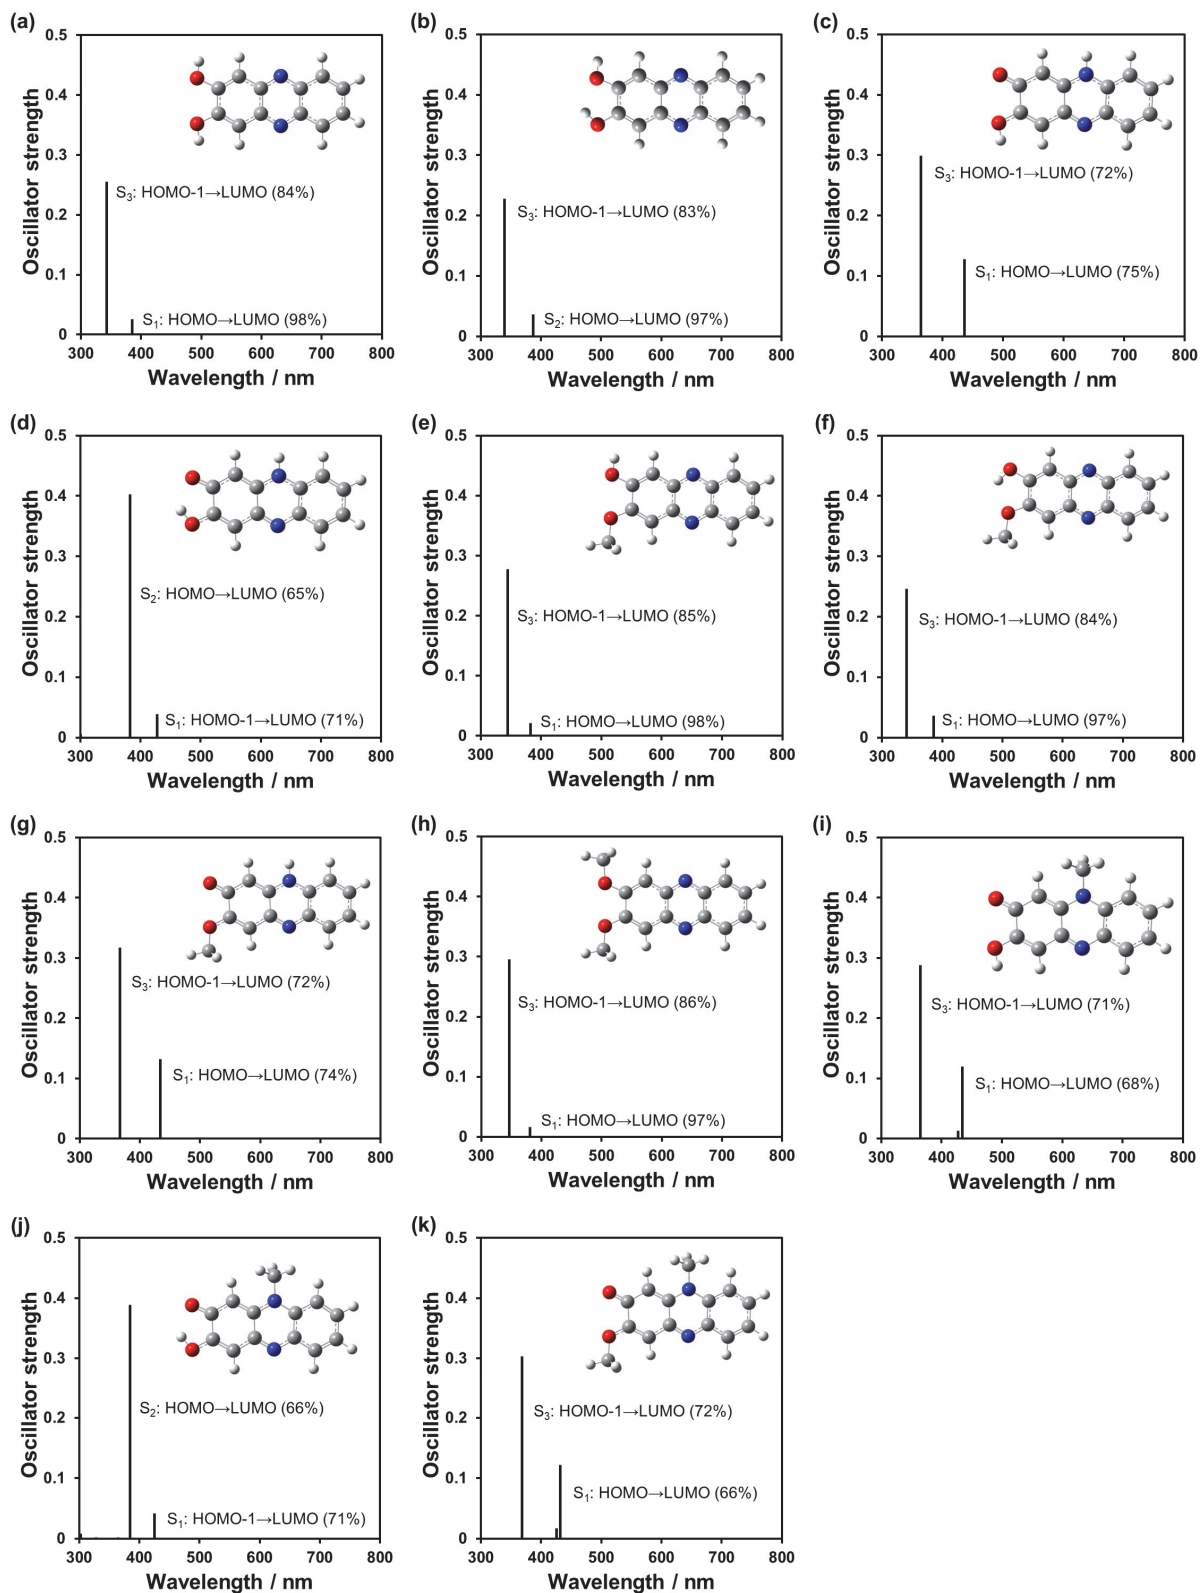 (a)
0.5
0.4
0.3
0.2
0.1
0
Oscillator strength
S₃: HOMO-1→LUMO (84%)
S₁: HOMO→LUMO (98%)
300 400 500 600 700 800
Wavelength / nm
(b)
0.5
0.4
0.3
0.2
0.1
0
Oscillator strength
S₃: HOMO-1→LUMO (83%)
S₂: HOMO→LUMO (97%)
300 400 500 600 700 800
Wavelength / nm
(c)
0.5
0.4
0.3
0.2
0.1
0
Oscillator strength
S₃: HOMO-1→LUMO (72%)
S₁: HOMO→LUMO (75%)
300 400 500 600 700 800
Wavelength / nm
(d)
0.5
0.4
0.3
0.2
0.1
0
Oscillator strength
S₂: HOMO→LUMO (65%)
S₁: HOMO-1→LUMO (71%)
300 400 500 600 700 800
Wavelength / nm
(e)
0.5
0.4
0.3
0.2
0.1
0
Oscillator strength
S₃: HOMO-1→LUMO (85%)
S₁: HOMO→LUMO (98%)
300 400 500 600 700 800
Wavelength / nm
(f)
0.5
0.4
0.3
0.2
0.1
0
Oscillator strength
S₃: HOMO-1→LUMO (84%)
S₁: HOMO→LUMO (97%)
300 400 500 600 700 800
Wavelength / nm
(g)
0.5
0.4
0.3
0.2
0.1
0
Oscillator strength
S₃: HOMO-1→LUMO (72%)
S₁: HOMO→LUMO (74%)
300 400 500 600 700 800
Wavelength / nm
(h)
0.5
0.4
0.3
0.2
0.1
0
Oscillator strength
S₃: HOMO-1→LUMO (86%)
S₁: HOMO→LUMO (97%)
300 400 500 600 700 800
Wavelength / nm
(i)
0.5
0.4
0.3
0.2
0.1
0
Oscillator strength
S₃: HOMO-1→LUMO (71%)
S₁: HOMO→LUMO (68%)
300 400 500 600 700 800
Wavelength / nm
(j)
0.5
0.4
0.3
0.2
0.1
0
Oscillator strength
S₂: HOMO→LUMO (66%)
S₁: HOMO-1→LUMO (71%)
300 400 500 600 700 800
Wavelength / nm
(k)
0.5
0.4
0.3
0.2
0.1
0
Oscillator strength
S₃: HOMO-1→LUMO (72%)
S₁: HOMO→LUMO (66%)
300 400 500 600 700 800
Wavelength / nm